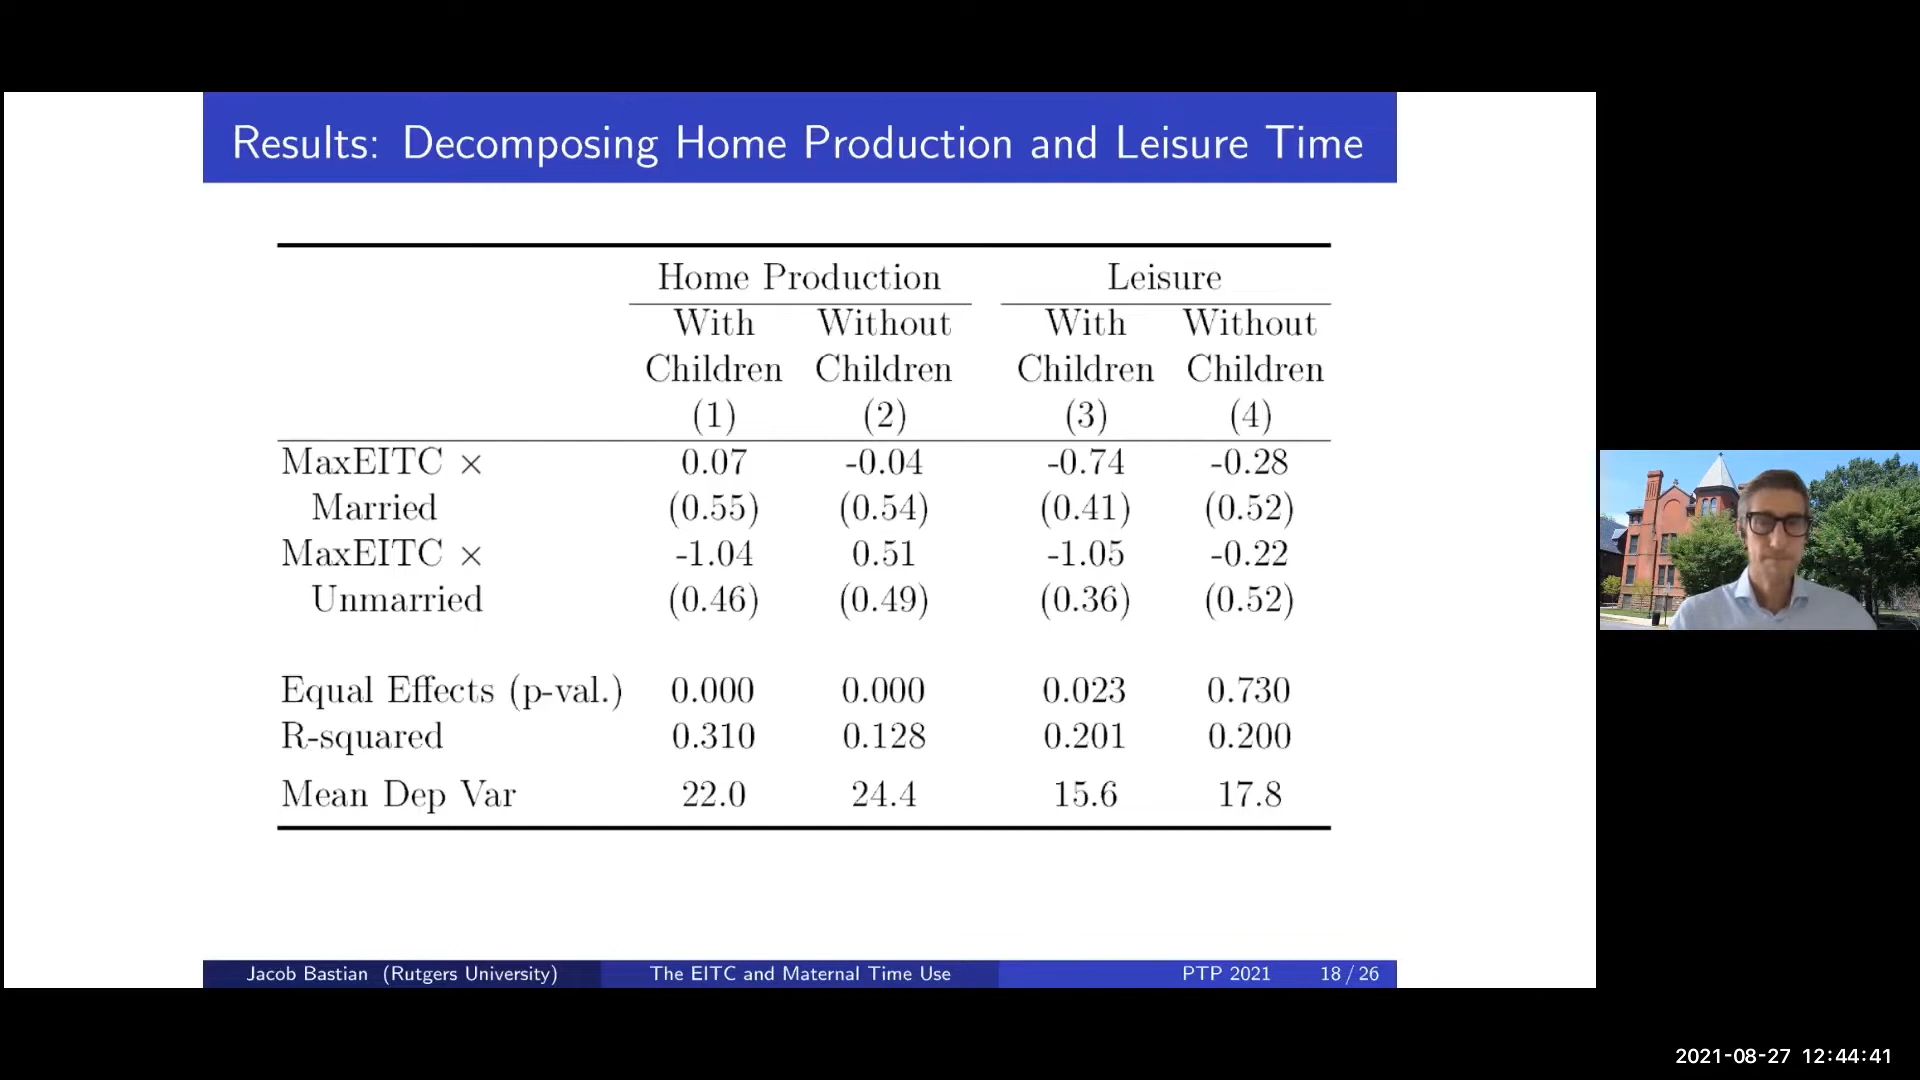 Results: Decomposing Home Production and Leisure Time
Home Production Leisure
With Without With Without
Children Children Children Children
(1) (2) (3) (4)
MaxEITC × 0.07 -0.04 -0.74 -0.28
Married (0.55) (0.54) (0.41) (0.52)
MaxEITC × -1.04 0.51 -1.05 -0.22
Unmarried (0.46) (0.49) (0.36) (0.52)
Equal Effects (p-val.) 0.000 0.000 0.023 0.730
R-squared 0.310 0.128 0.201 0.200
Mean Dep Var 22.0 24.4 15.6 17.8
Jacob Bastian (Rutgers University) The EITC and Maternal Time Use PTP 2021 18 / 26
2021-08-27 12:44:41